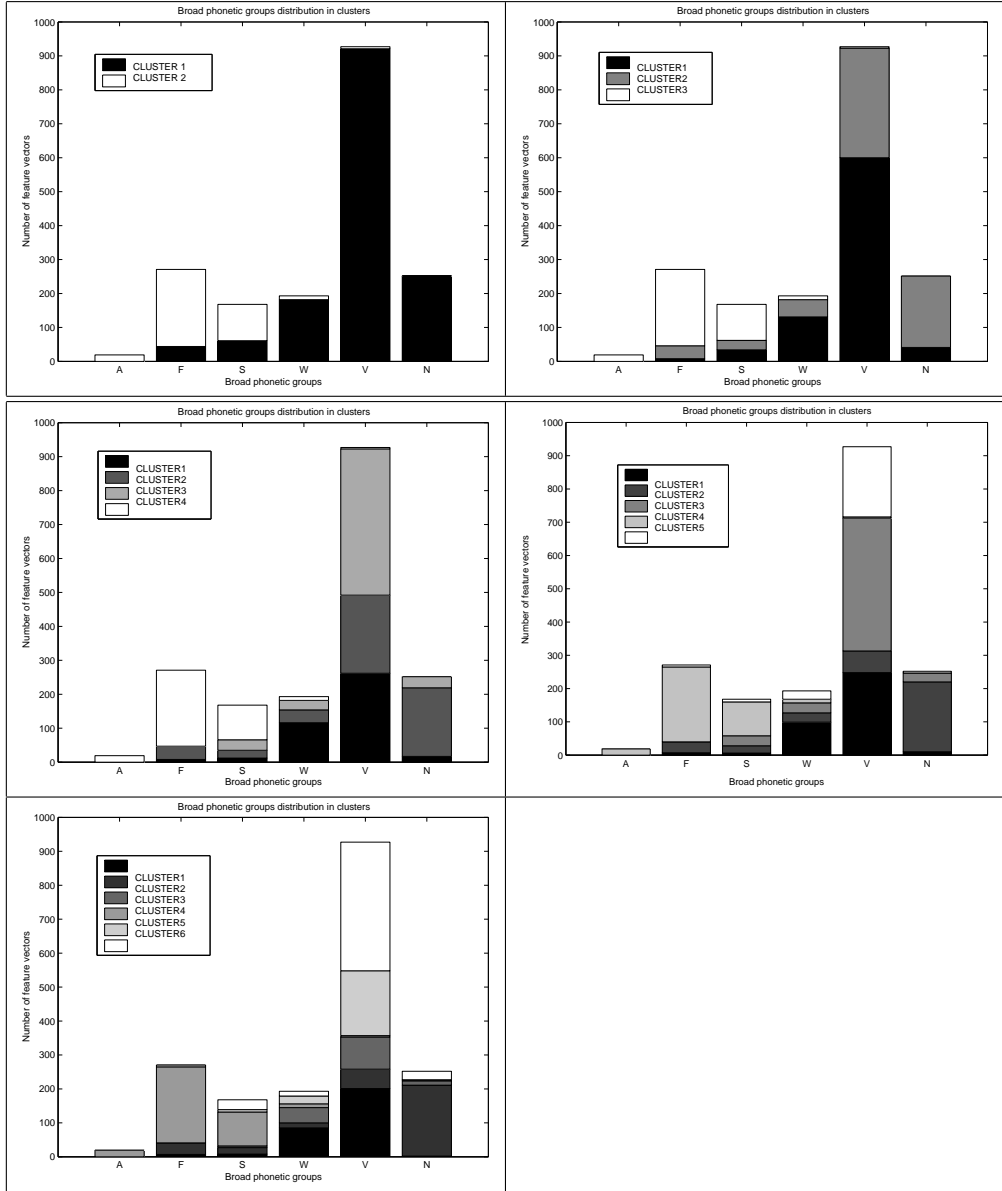 Broad phonetic groups distribution in clusters
1000
900
800
700
600
500
400
300
200
100
0
Number of feature vectors
CLUSTER 1
CLUSTER 2
A F S W V N
Broad phonetic groups
Broad phonetic groups distribution in clusters
1000
900
800
700
600
500
400
300
200
100
0
Number of feature vectors
CLUSTER1
CLUSTER2
CLUSTER3
A F S W V N
Broad phonetic groups
Broad phonetic groups distribution in clusters
1000
900
800
700
600
500
400
300
200
100
0
Number of feature vectors
CLUSTER1
CLUSTER2
CLUSTER3
CLUSTER4
A F S W V N
Broad phonetic groups
Broad phonetic groups distribution in clusters
1000
900
800
700
600
500
400
300
200
100
0
Number of feature vectors
CLUSTER1
CLUSTER2
CLUSTER3
CLUSTER4
CLUSTER5
A F S W V N
Broad phonetic groups
Broad phonetic groups distribution in clusters
1000
900
800
700
600
500
400
300
200
100
0
Number of feature vectors
CLUSTER1
CLUSTER2
CLUSTER3
CLUSTER4
CLUSTER5
CLUSTER6
A F S W V N
Broad phonetic groups